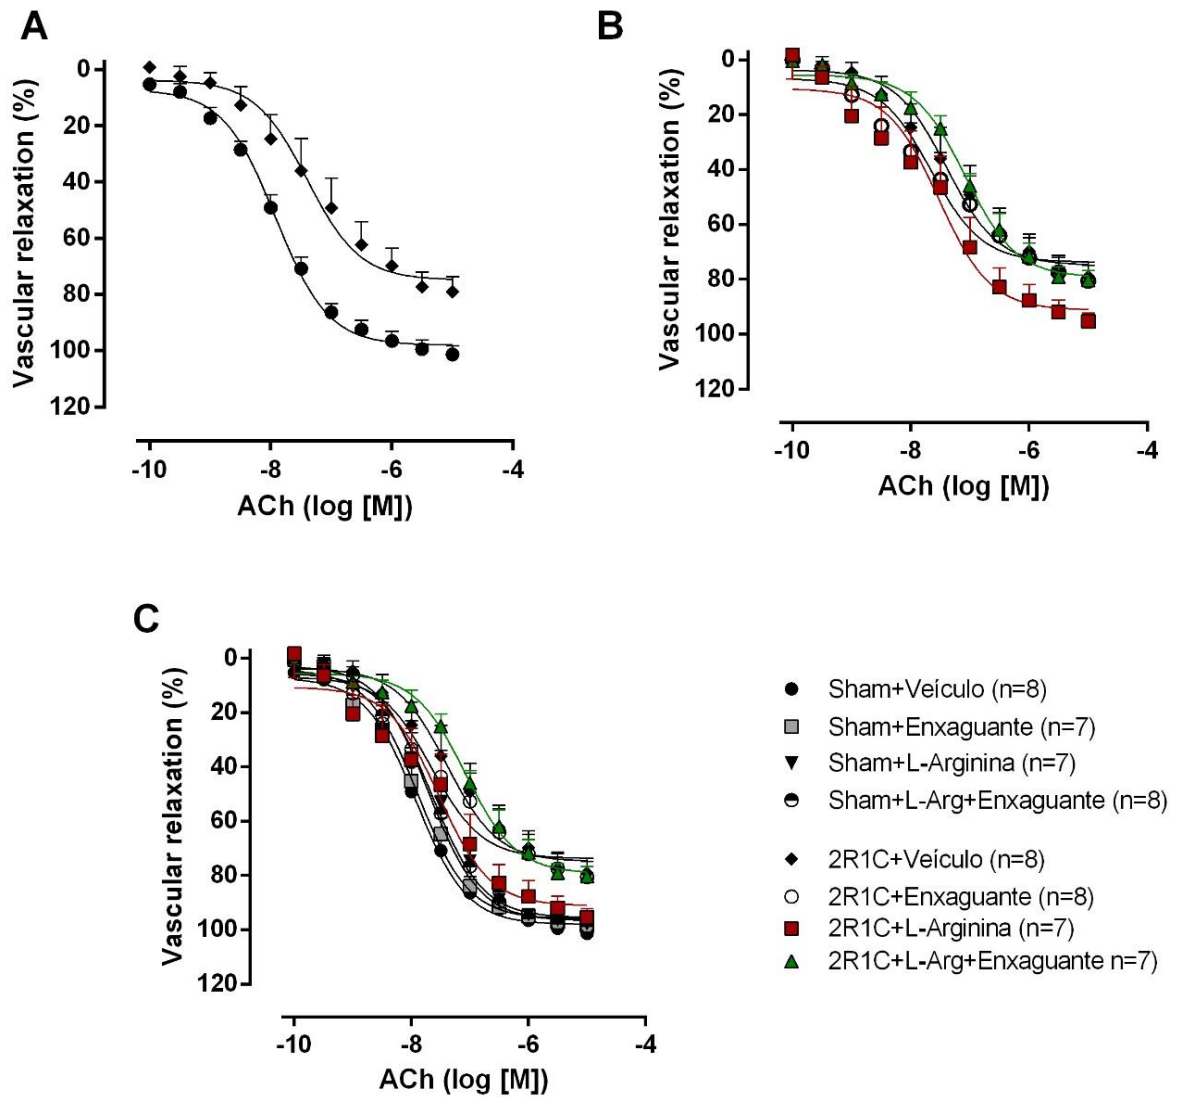 A
Vascular relaxation (%)
0
20
40
60
80
100
120
-10 -8 -6 -4
ACh (log [M])
B
Vascular relaxation (%)
0
20
40
60
80
100
120
-10 -8 -6 -4
ACh (log [M])
C
Vascular relaxation (%)
0
20
40
60
80
100
120
-10 -8 -6 -4
ACh (log [M])
Sham+Veículo (n=8)
Sham+Enxaguante (n=7)
Sham+L-Arginina (n=7)
Sham+L-Arg+Enxaguante (n=8)
2R1C+Veículo (n=8)
2R1C+Enxaguante (n=8)
2R1C+L-Arginina (n=7)
2R1C+L-Arg+Enxaguante n=7)